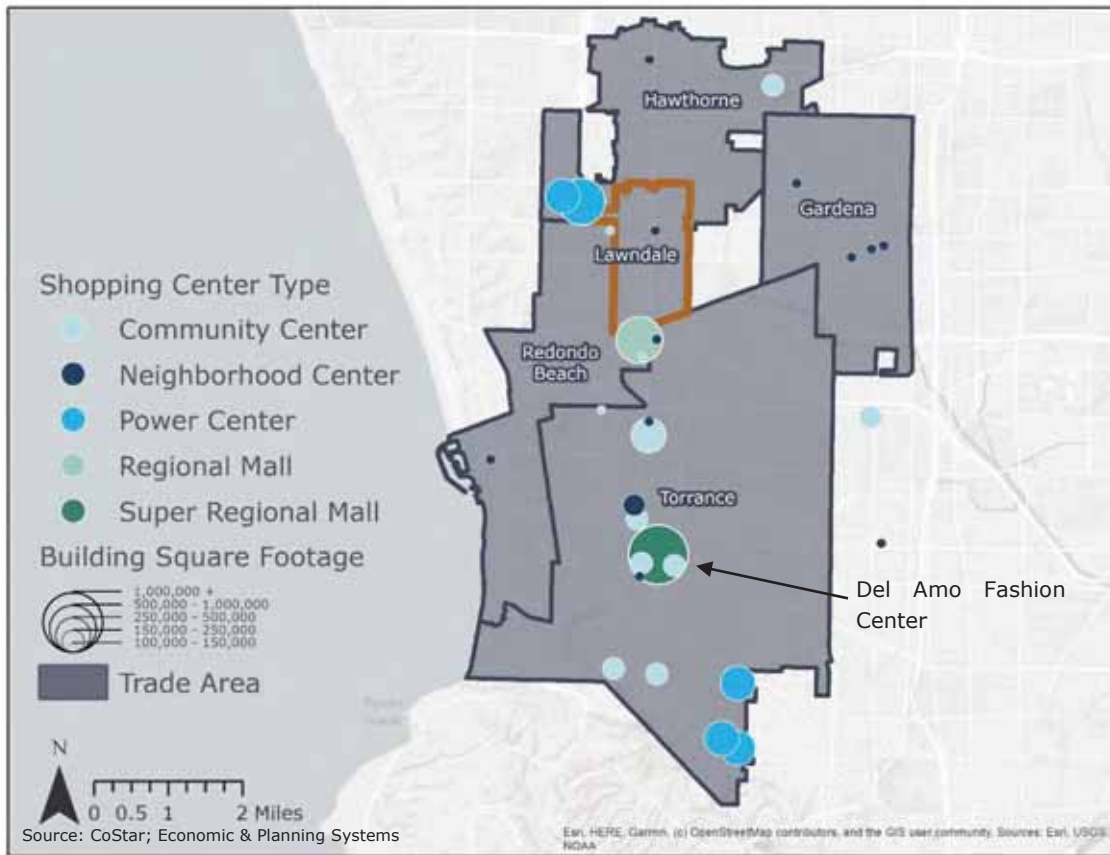 Hawthorne
Gardena
Lawndale
Redondo
Beach
Torrance
Del Amo Fashion
Center
Shopping Center Type
Community Center
Neighborhood Center
Power Center
Regional Mall
Super Regional Mall
Building Square Footage
1,000,000 +
500,000 - 1,000,000
250,000 - 500,000
150,000 - 250,000
100,000 - 150,000
Trade Area
N
0 0.5 1 2 Miles
Source: CoStar; Economic & Planning Systems
Esri, HERE, Garmin, (c) OpenStreetMap contributors, and the GIS user community, Sources: Esri, USGS,
NOAA